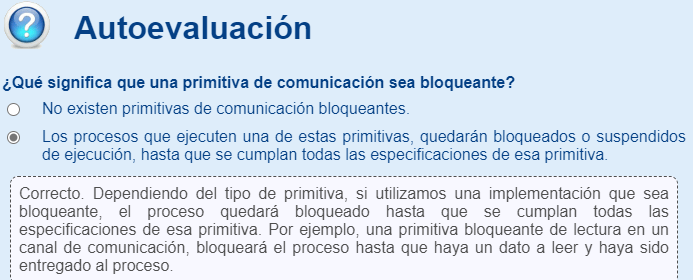 Autoevaluación
¿Qué significa que una primitiva de comunicación sea bloqueante?
No existen primitivas de comunicación bloqueantes.
Los procesos que ejecuten una de estas primitivas, quedarán bloqueados o suspendidos
de ejecución, hasta que se cumplan todas las especificaciones de esa primitiva.
Correcto. Dependiendo del tipo de primitiva, si utilizamos una implementación que sea
bloqueante, el proceso quedará bloqueado hasta que se cumplan todas las
especificaciones de esa primitiva. Por ejemplo, una primitiva bloqueante de lectura en un
canal de comunicación, bloqueará el proceso hasta que haya un dato a leer y haya sido
entregado al proceso.